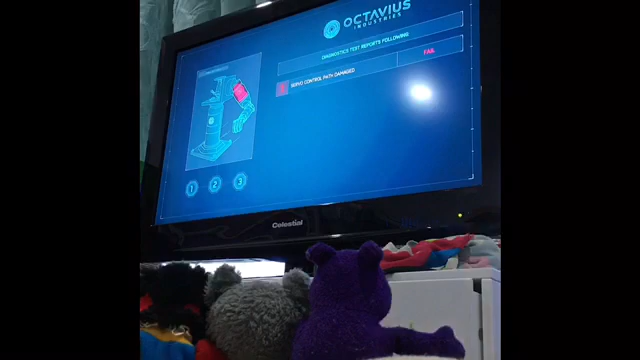 OCTAVIUS
INDUSTRIES
DIAGNOSTICS TEST REPORTS FOLLOWING:
SERVO CONTROL PATH DAMAGED
FAIL
1 2 3
Celestial